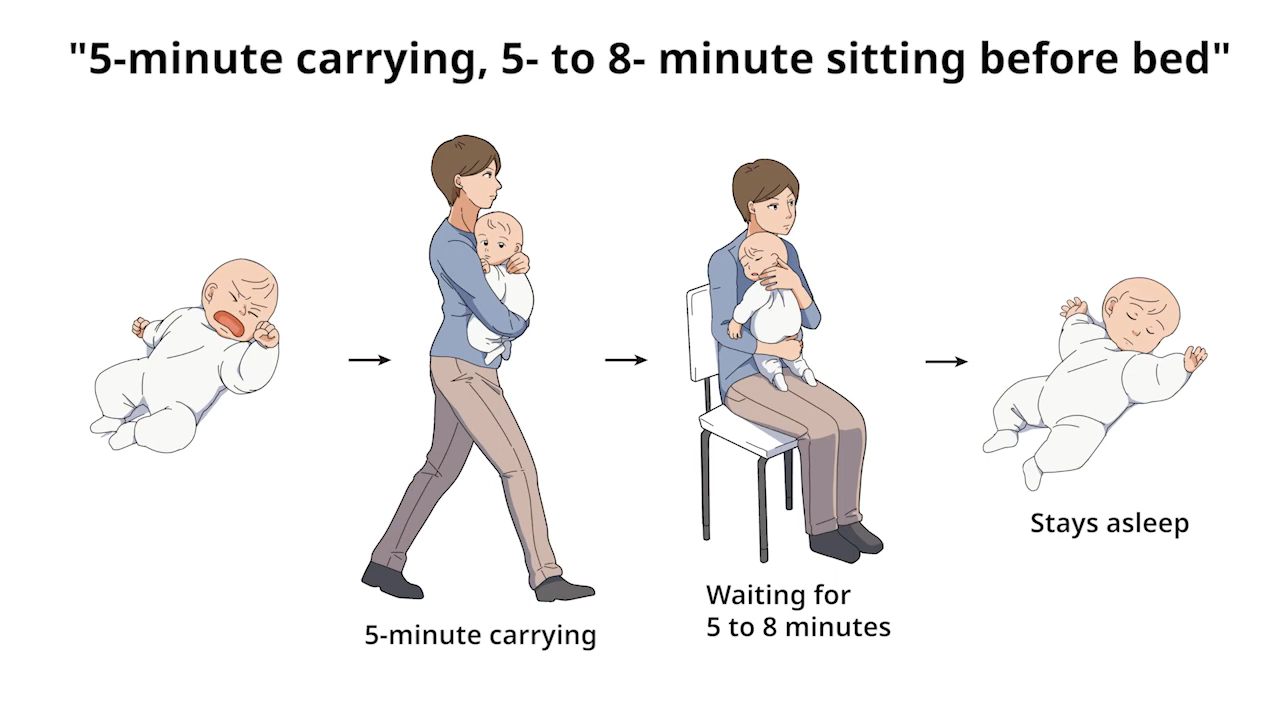 "5-minute carrying, 5- to 8- minute sitting before bed"
5-minute carrying
Waiting for
5 to 8 minutes
Stays asleep